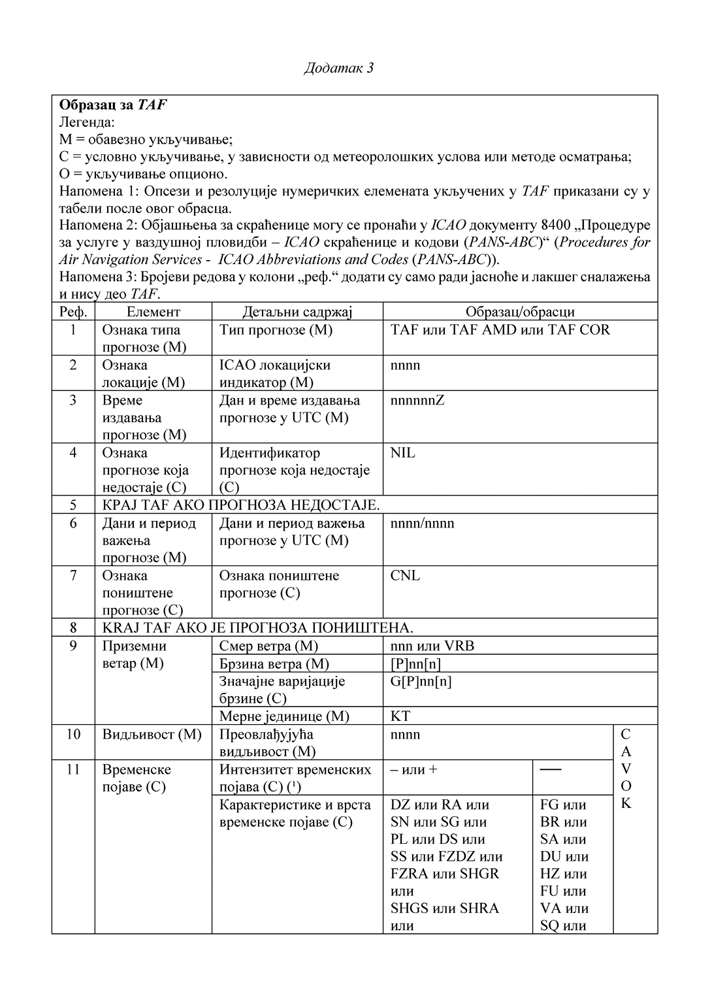 Додатак 3
Образац за TAF
Легенда:
М = обавезно укључивање;
С = условно укључивање, у зависности од метеоролошких услова или методе осматрања;
О = укључивање опционо.
Напомена 1: Опсези и резолуције нумеричких елемената укључених у TAF приказани су у
табели после овог обрасца.
Напомена 2: Објашњења за скраћенице могу се пронаћи у ICAO документу 8400 „Процедуре
за услуге у ваздушној пловидби – ICAO скраћенице и кодови (PANS-ABC)“ (Procedures for
Air Navigation Services - ICAO Abbreviations and Codes (PANS-ABC)).
Напомена 3: Бројеви редова у колони „реф.“ додати су само ради јасноће и лакшег сналажења
и нису део TAF.
Реф. Елемент Детаљни садржај Образац/обрасци
1 Ознака типа Тип прогнозе (М) TAF или TAF AMD или TAF COR
прогнозе (М)
2 Ознака ICAO локацијски nnnn
локације (М) индикатор (М)
3 Време Дан и време издавања nnnnnnZ
издавања прогнозе у UTC (М)
прогнозе (М)
4 Ознака Идентификатор NIL
прогнозе која прогнозе која недостаје
недостаје (С) (С)
5 КРАЈ TAF АКО ПРОГНОЗА НЕДОСТАЈЕ.
6 Дани и период Дани и период важења nnnn/nnnn
важења прогнозе у UTC (М)
прогнозе (М)
7 Ознака Ознака поништене CNL
поништене прогнозе (С)
прогнозе (С)
8 KRAJ TAF АКО ЈЕ ПРОГНОЗА ПОНИШТЕНА.
9 Приземни Смер ветра (М) nnn или VRB
ветар (М) Брзина ветра (М) [P]nn[n]
Значајне варијације G[P]nn[n]
брзине (С)
Мерне јединице (М) KT
10 Видљивост (М) Преовлађујућа nnnn C
видљивост (М) A
11 Временске Интензитет временских – или + — V
појаве (С) појава (С) (¹) O
Карактеристике и врста DZ или RA или FG или K
временске појаве (С) SN или SG или BR или
PL или DS или SA или
SS или FZDZ или DU или
FZRA или SHGR HZ или
или FU или
SHGS или SHRA VA или
или SQ или